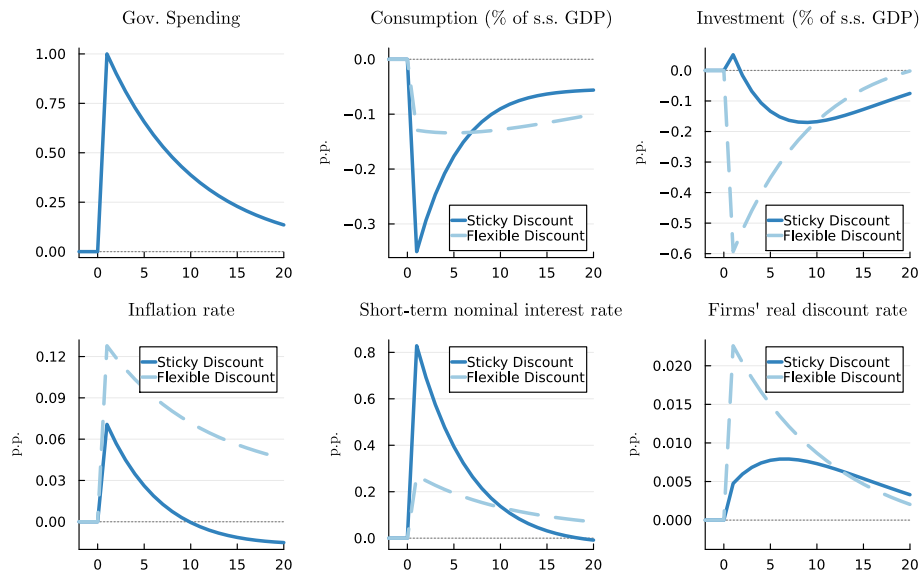 Gov. Spending
1.00
0.75
0.50
0.25
0.00
0 5 10 15 20
Consumption (% of s.s. GDP)
p.p.
0.0
−0.1
−0.2
−0.3
Sticky Discount
Flexible Discount
0 5 10 15 20
Investment (% of s.s. GDP)
p.p.
0.0
−0.1
−0.2
−0.3
−0.4
−0.5
−0.6
Sticky Discount
Flexible Discount
0 5 10 15 20
Inflation rate
p.p.
0.12
0.09
0.06
0.03
0.00
Sticky Discount
Flexible Discount
0 5 10 15 20
Short-term nominal interest rate
p.p.
0.8
0.6
0.4
0.2
0.0
Sticky Discount
Flexible Discount
0 5 10 15 20
Firms' real discount rate
p.p.
0.020
0.015
0.010
0.005
0.000
Sticky Discount
Flexible Discount
0 5 10 15 20